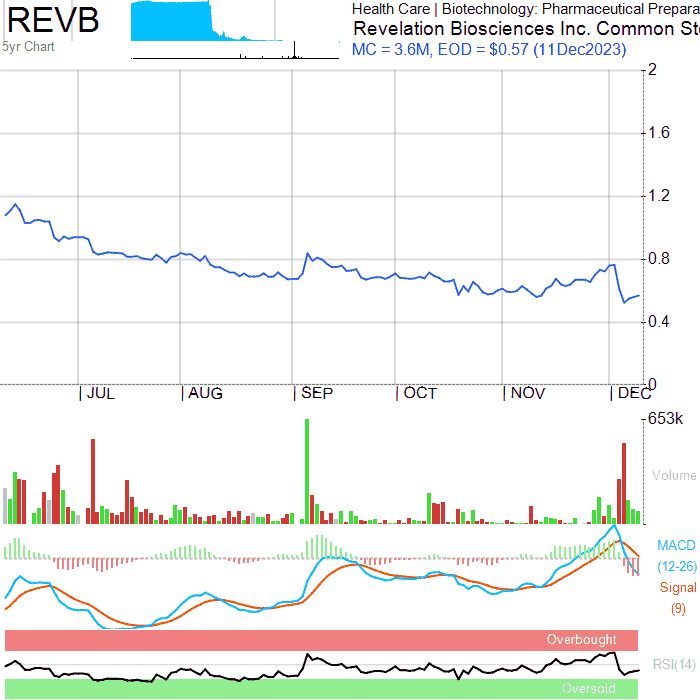 REVB
5yr Chart
Health Care | Biotechnology: Pharmaceutical Prepara
Revelation Biosciences Inc. Common Sto
MC = 3.6M, EOD = $0.57 (11Dec2023)
2
1.6
1.2
0.8
0.4
0
| JUL | AUG | SEP | OCT | NOV | DEC
653k
Volume
MACD
(12-26)
Signal
(9)
Overbought
RSI(14)
Oversold